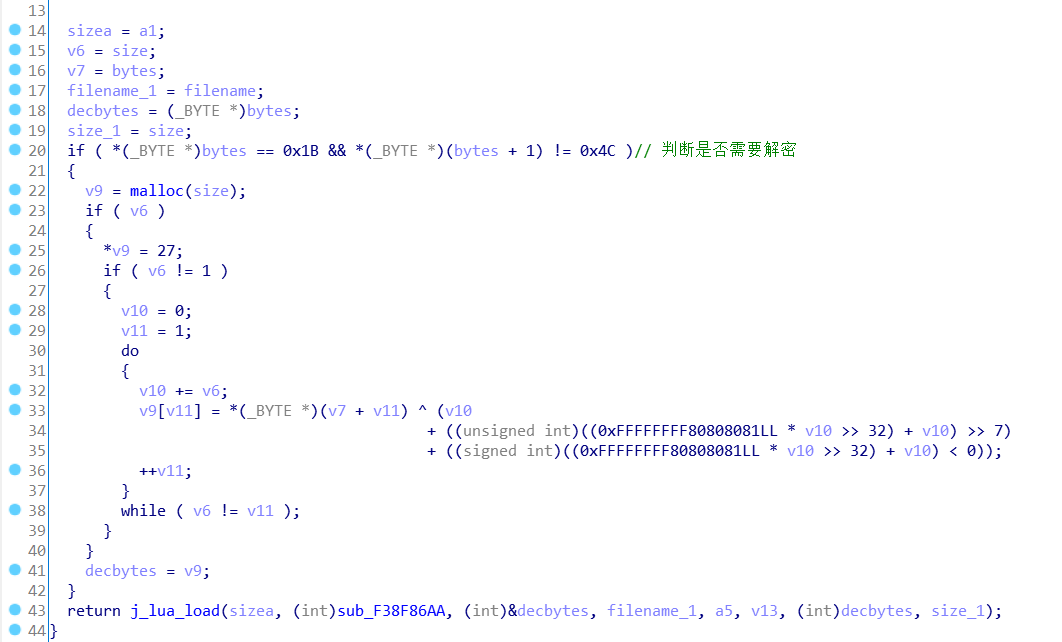 13
14 sizea = a1;
15 v6 = size;
16 v7 = bytes;
17 filename_1 = filename;
18 decbytes = (_BYTE *)bytes;
19 size_1 = size;
20 if ( *(_BYTE *)bytes == 0x1B && *(_BYTE *)(bytes + 1) != 0x4C )// 判断是否需要解密
21 {
22 v9 = malloc(size);
23 if ( v6 )
24 {
25 *v9 = 27;
26 if ( v6 != 1 )
27 {
28 v10 = 0;
29 v11 = 1;
30 do
31 {
32 v10 += v6;
33 v9[v11] = *(_BYTE *)(v7 + v11) ^ (v10
34 + ((unsigned int)((0xFFFFFFFF80808081LL * v10 >> 32) + v10) >> 7)
35 + ((signed int)((0xFFFFFFFF80808081LL * v10 >> 32) + v10) < 0));
36 ++v11;
37 }
38 while ( v6 != v11 );
39 }
40 }
41 decbytes = v9;
42 }
43 return j_lua_load(sizea, (int)sub_F38F86AA, (int)&decbytes, filename_1, a5, v13, (int)decbytes, size_1);
44 }